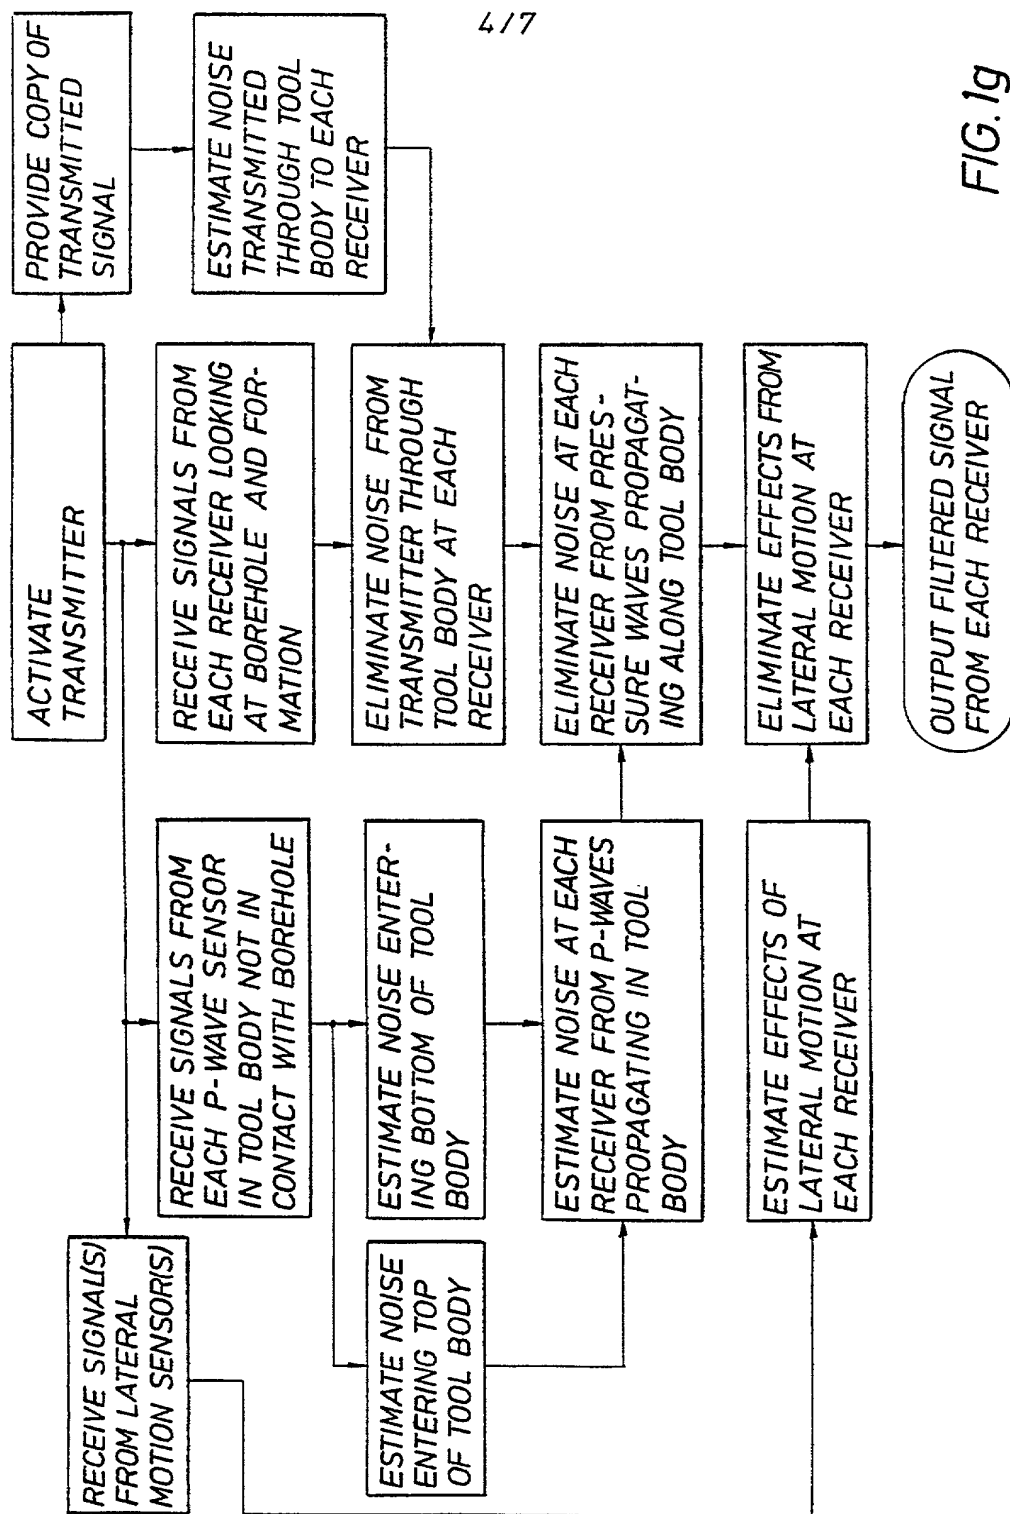 4/7
FIG.1g
ACTIVATE
TRANSMITTER
PROVIDE COPY OF
TRANSMITTED
SIGNAL
ESTIMATE NOISE
TRANSMITTED
THROUGH TOOL
BODY TO EACH
RECEIVER
RECEIVE SIGNALS FROM
EACH RECEIVER LOOKING
AT BOREHOLE AND FOR-
MATION
ELIMINATE NOISE FROM
TRANSMITTER THROUGH
TOOL BODY AT EACH
RECEIVER
ELIMINATE NOISE AT EACH
RECEIVER FROM PRES-
SURE WAVES PROPAGAT-
ING ALONG TOOL BODY
ELIMINATE EFFECTS FROM
LATERAL MOTION AT
EACH RECEIVER
OUTPUT FILTERED SIGNAL
FROM EACH RECEIVER
RECEIVE SIGNALS FROM
EACH P-WAVE SENSOR
IN TOOL BODY NOT IN
CONTACT WITH BOREHOLE
ESTIMATE NOISE ENTER-
ING BOTTOM OF TOOL
BODY
ESTIMATE NOISE AT EACH
RECEIVER FROM P-WAVES
PROPAGATING IN TOOL
BODY
ESTIMATE EFFECTS OF
LATERAL MOTION AT
EACH RECEIVER
RECEIVE SIGNAL(S)
FROM LATERAL
MOTION SENSOR(S)
ESTIMATE NOISE
ENTERING TOP
OF TOOL BODY